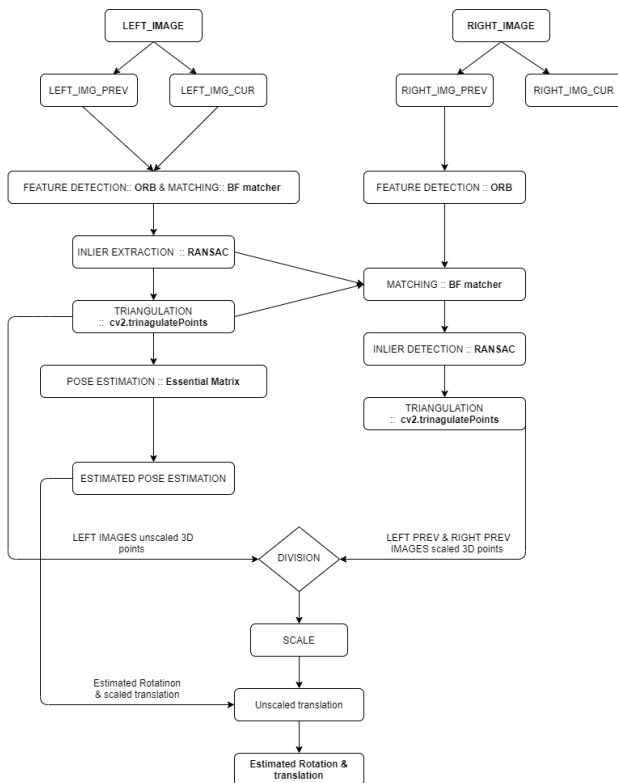 LEFT_IMAGE
RIGHT_IMAGE
LEFT_IMG_PREV
LEFT_IMG_CUR
RIGHT_IMG_PREV
RIGHT_IMG_CUR
FEATURE DETECTION:: ORB & MATCHING:: BF matcher
FEATURE DETECTION :: ORB
INLIER EXTRACTION :: RANSAC
MATCHING :: BF matcher
TRIANGULATION
:: cv2.trinagulatePoints
INLIER DETECTION :: RANSAC
POSE ESTIMATION :: Essential Matrix
TRIANGULATION
:: cv2.trinagulatePoints
ESTIMATED POSE ESTIMATION
LEFT IMAGES unscaled 3D
points
DIVISION
LEFT PREV & RIGHT PREV
IMAGES scaled 3D points
SCALE
Estimated Rotatinon
& scaled translation
Unscaled translation
Estimated Rotation &
translation